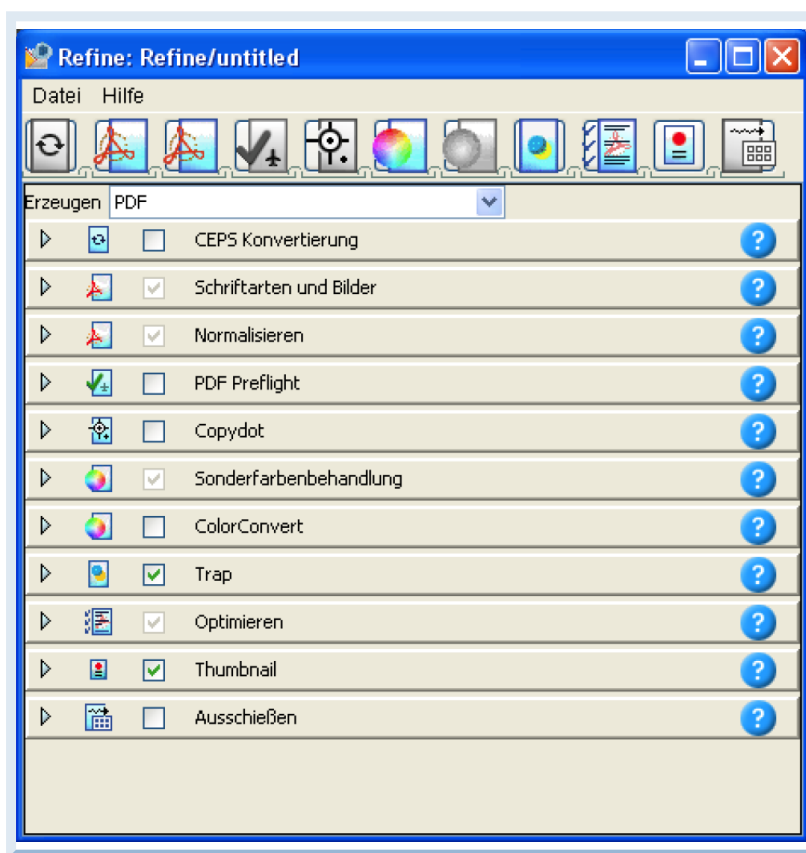 Refine: Refine/untitled
Datei Hilfe
Erzeugen PDF
CEPS Konvertierung ?
Schriftarten und Bilder ?
Normalisieren ?
PDF Preflight ?
Copydot ?
Sonderfarbenbehandlung ?
ColorConvert ?
Trap ?
Optimieren ?
Thumbnail ?
Ausschießen ?